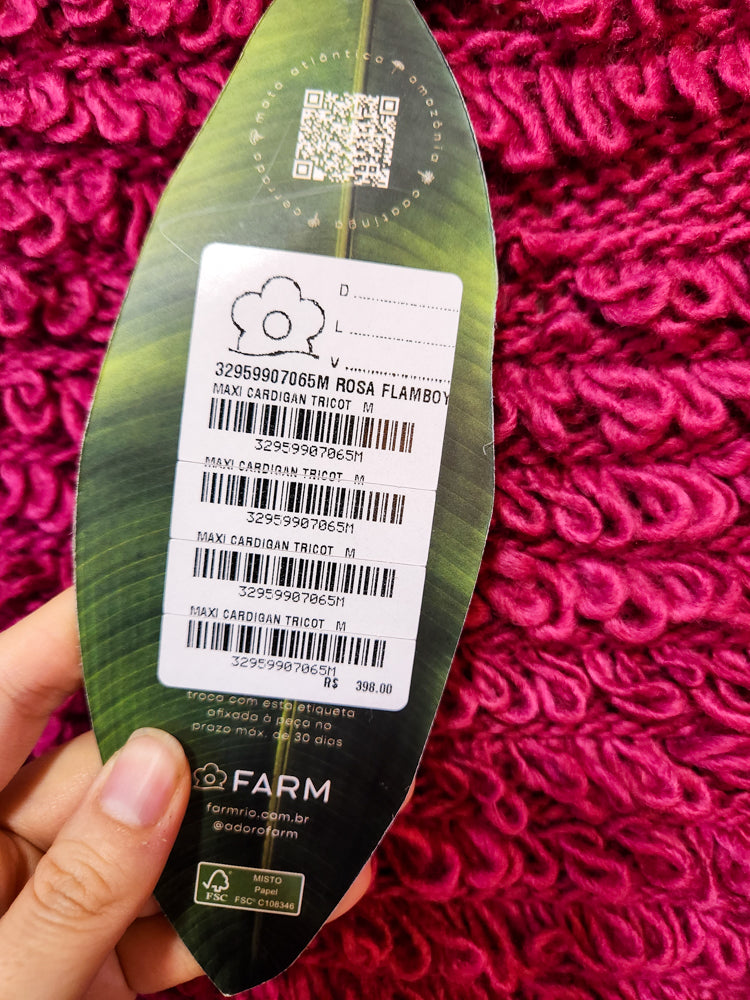 mata atlântica amazônia caatinga cerrado
D
L
V
32959907065M ROSA FLAMBOY
MAXI CARDIGAN TRICOT M
32959907065M
MAXI CARDIGAN TRICOT M
32959907065M
MAXI CARDIGAN TRICOT M
32959907065M
MAXI CARDIGAN TRICOT M
32959907065M
R$ 398.00
troca com esta etiqueta
afixada à peça no
prazo máx. de 30 dias
FARM
farmrio.com.br
@adorofarm
FSC
MISTO
Papel
FSC® C108346